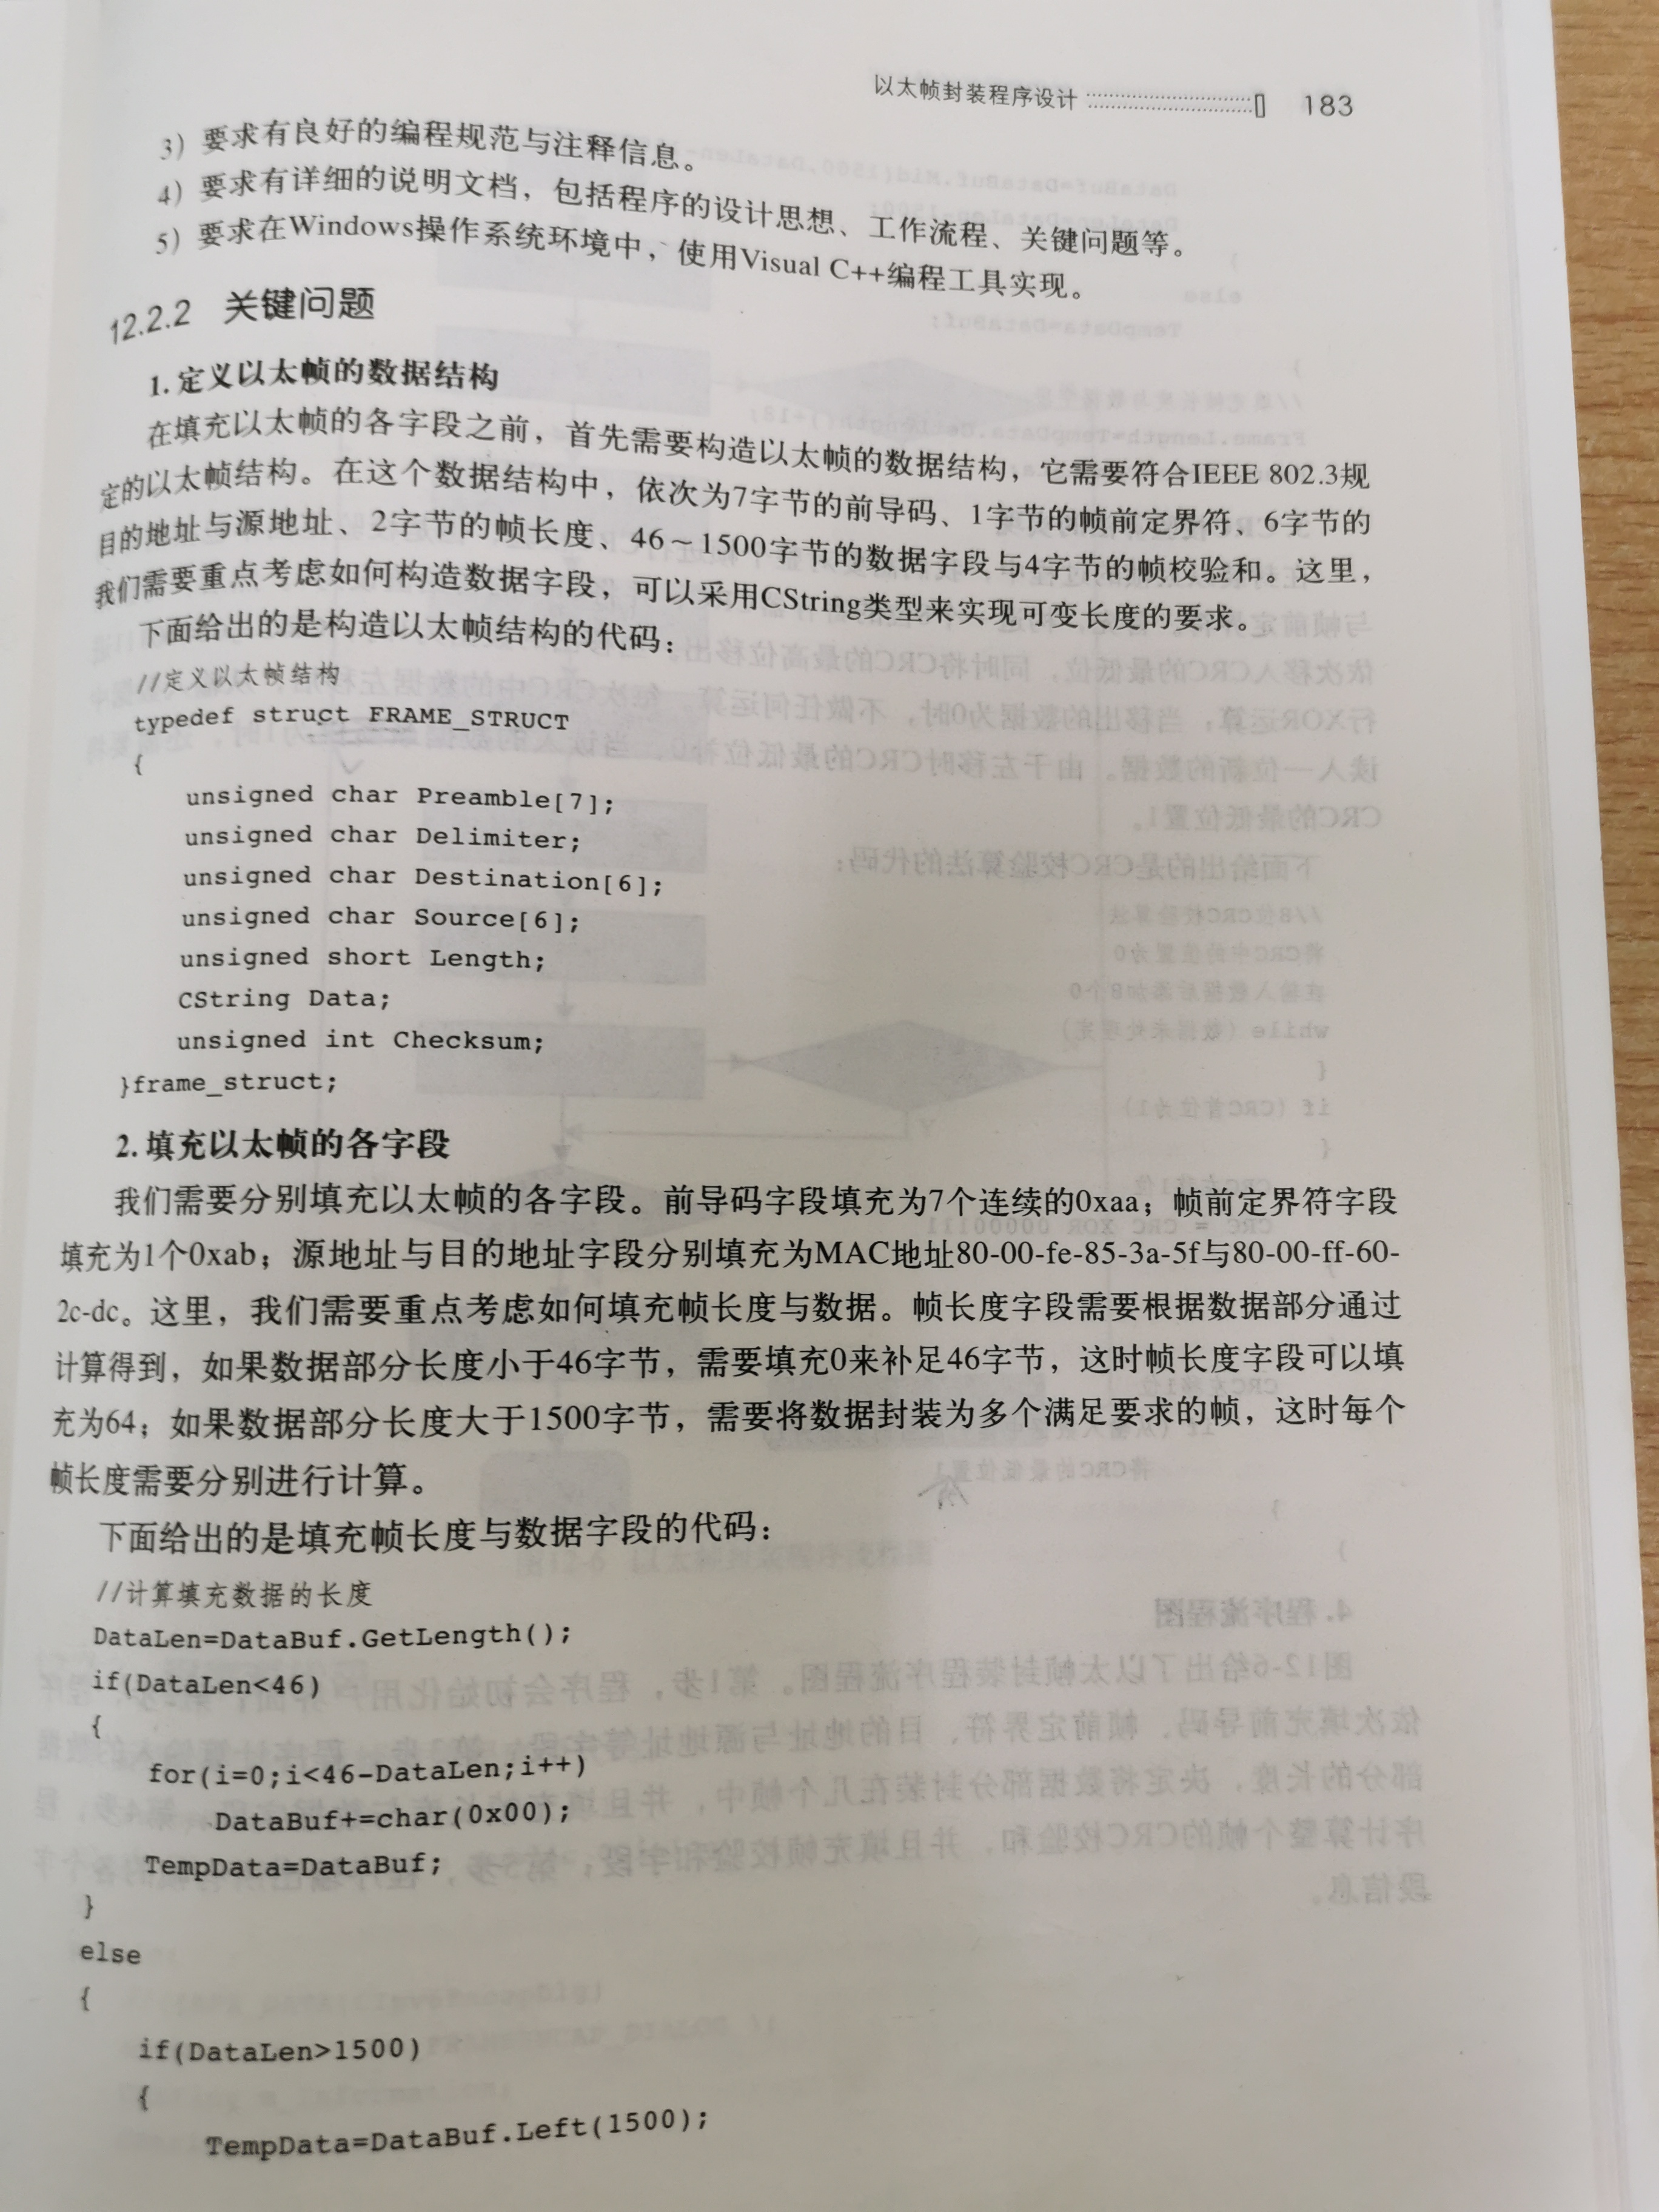 以太帧封装程序设计 183
3）要求有良好的编程规范与注释信息。
4）要求有详细的说明文档，包括程序的设计思想、工作流程、关键问题等。
5）要求在Windows操作系统环境中，使用Visual C++编程工具实现。
12.2.2 关键问题
1. 定义以太帧的数据结构
在填充以太帧的各字段之前，首先需要构造以太帧的数据结构，它需要符合IEEE 802.3规
定的以太帧结构。在这个数据结构中，依次为7字节的前导码、1字节的帧前定界符、6字节的
目的地址与源地址、2字节的帧长度、46～1500字节的数据字段与4字节的帧校验和。这里，
我们需要重点考虑如何构造数据字段，可以采用CString类型来实现可变长度的要求。
下面给出的是构造以太帧结构的代码：
//定义以太帧结构
typedef struct FRAME_STRUCT
{
unsigned char Preamble[7];
unsigned char Delimiter;
unsigned char Destination[6];
unsigned char Source[6];
unsigned short Length;
CString Data;
unsigned int Checksum;
}frame_struct;
2. 填充以太帧的各字段
我们需要分别填充以太帧的各字段。前导码字段填充为7个连续的0xaa；帧前定界符字段
填充为1个0xab；源地址与目的地址字段分别填充为MAC地址80-00-fe-85-3a-5f与80-00-ff-60-
2c-dc。这里，我们需要重点考虑如何填充帧长度与数据。帧长度字段需要根据数据部分通过
计算得到，如果数据部分长度小于46字节，需要填充0来补足46字节，这时帧长度字段可以填
充为64；如果数据部分长度大于1500字节，需要将数据封装为多个满足要求的帧，这时每个
帧长度需要分别进行计算。
下面给出的是填充帧长度与数据字段的代码：
//计算填充数据的长度
DataLen=DataBuf.GetLength();
if(DataLen<46)
{
for(i=0;i<46-DataLen;i++)
DataBuf+=char(0x00);
TempData=DataBuf;
}
else
{
if(DataLen>1500)
{
TempData=DataBuf.Left(1500);